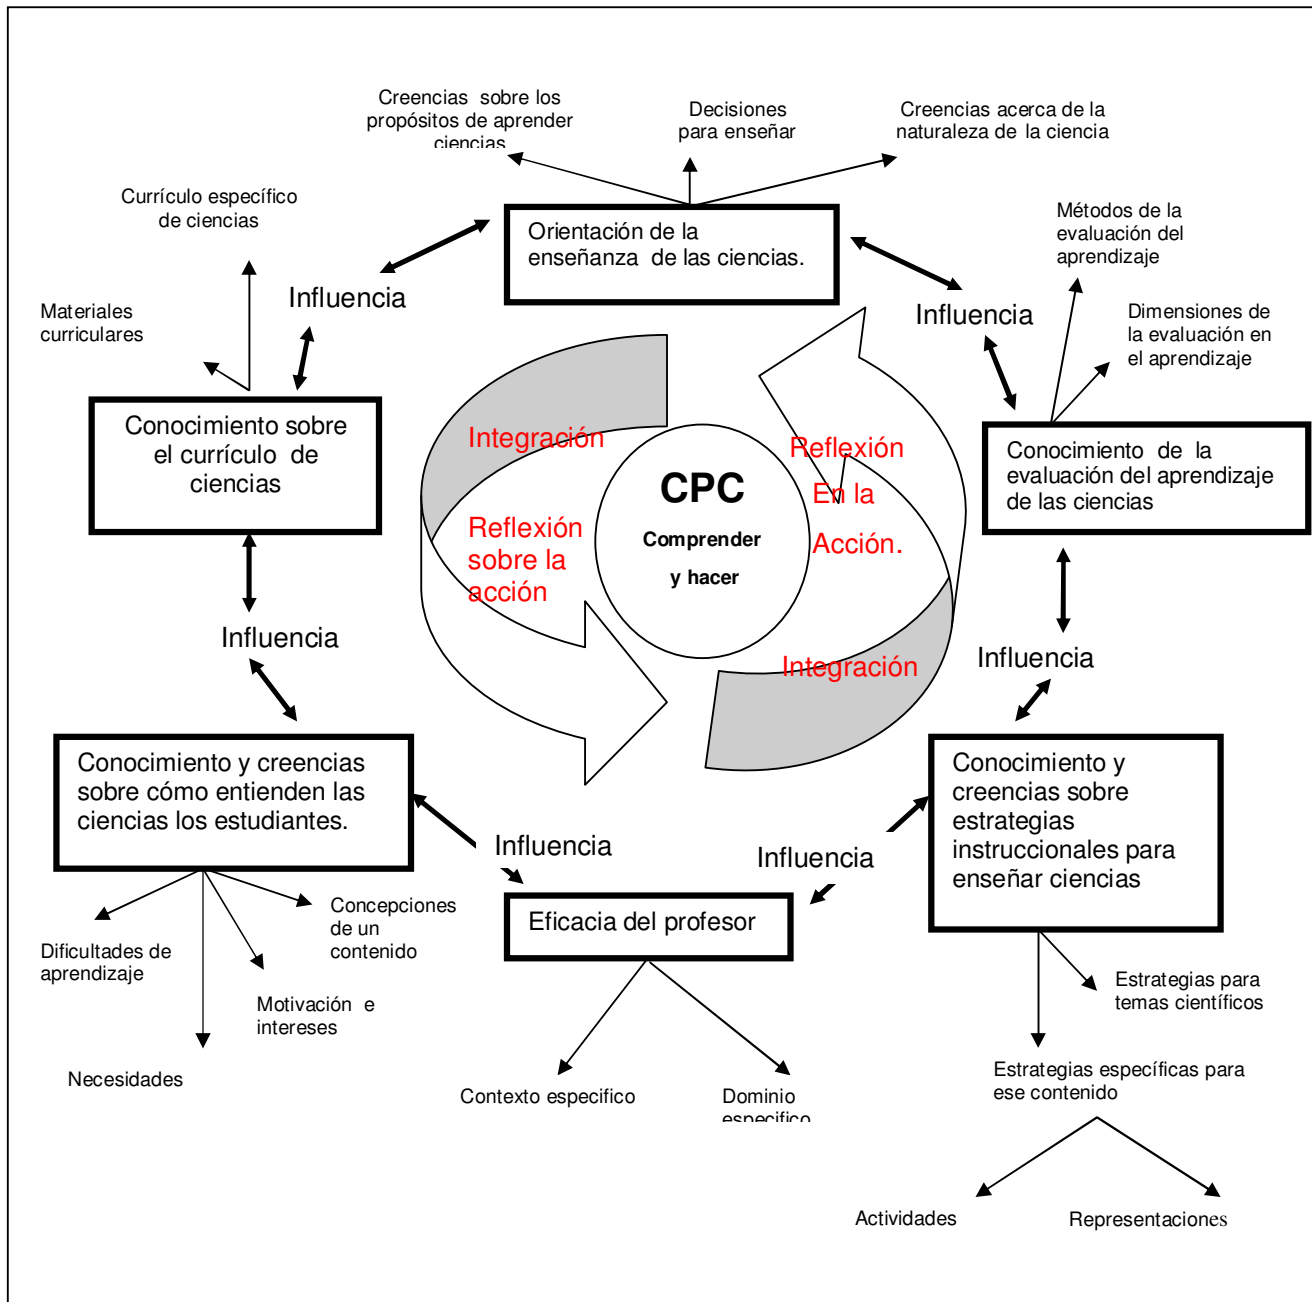 Creencias sobre los
propósitos de aprender
ciencias
Decisiones
para enseñar
Creencias acerca de la
naturaleza de la ciencia
Currículo específico
de ciencias
Métodos de la
evaluación del
aprendizaje
Orientación de la
enseñanza de las ciencias.
Influencia
Influencia
Materiales
curriculares
Dimensiones de
la evaluación en
el aprendizaje
Conocimiento sobre
el currículo de
ciencias
Integración
Reflexión
sobre la
acción
CPC
Comprender
y hacer
Reflexión
En la
Acción.
Integración
Conocimiento de la
evaluación del aprendizaje
de las ciencias
Influencia
Influencia
Conocimiento y creencias
sobre cómo entienden las
ciencias los estudiantes.
Conocimiento y
creencias sobre
estrategias
instruccionales para
enseñar ciencias
Influencia
Influencia
Eficacia del profesor
Concepciones
de un
contenido
Dificultades de
aprendizaje
Motivación e
intereses
Necesidades
Contexto especifico
Dominio
especifico
Estrategias para
temas científicos
Estrategias específicas para
ese contenido
Actividades
Representaciones